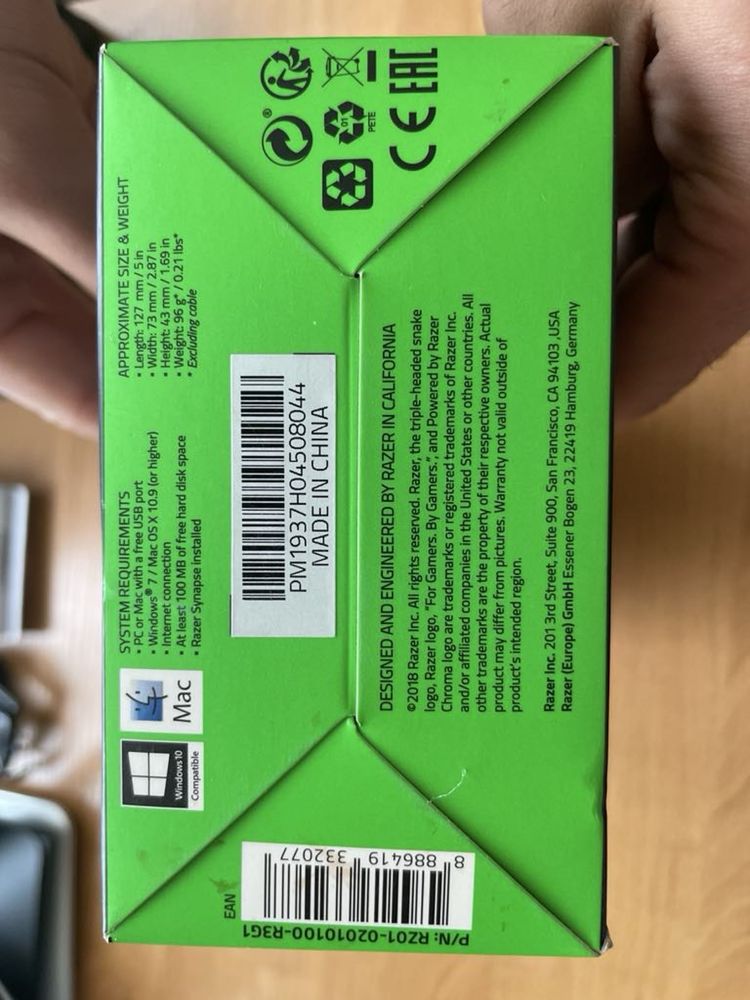 Windows 10
Compatible
Mac
SYSTEM REQUIREMENTS
• PC or Mac with a free USB port
• Windows® 7 / Mac OS X 10.9 (or higher)
• Internet connection
• At least 100 MB of free hard disk space
• Razer Synapse installed
APPROXIMATE SIZE & WEIGHT
• Length: 127 mm / 5 in
• Width: 73 mm / 2.87 in
• Height: 43 mm / 1.69 in
• Weight: 96 g* / 0.21 lbs*
* Excluding cable
PM1937H04508044
MADE IN CHINA
DESIGNED AND ENGINEERED BY RAZER IN CALIFORNIA
©2018 Razer Inc. All rights reserved. Razer, the triple-headed snake
logo, Razer logo, "For Gamers. By Gamers.", and Powered by Razer
Chroma logo are trademarks or registered trademarks of Razer Inc.
and/or affiliated companies in the United States or other countries. All
other trademarks are the property of their respective owners. Actual
product may differ from pictures. Warranty not valid outside of
product's intended region.
Razer Inc. 201 3rd Street, Suite 900, San Francisco, CA 94103 ,USA
Razer (Europe) GmbH Essener Bogen 23, 22419 Hamburg, Germany
®
01
PETE
CE
EAC
EAN
8 886419 332077
P/N: RZ01-02010100-R3G1